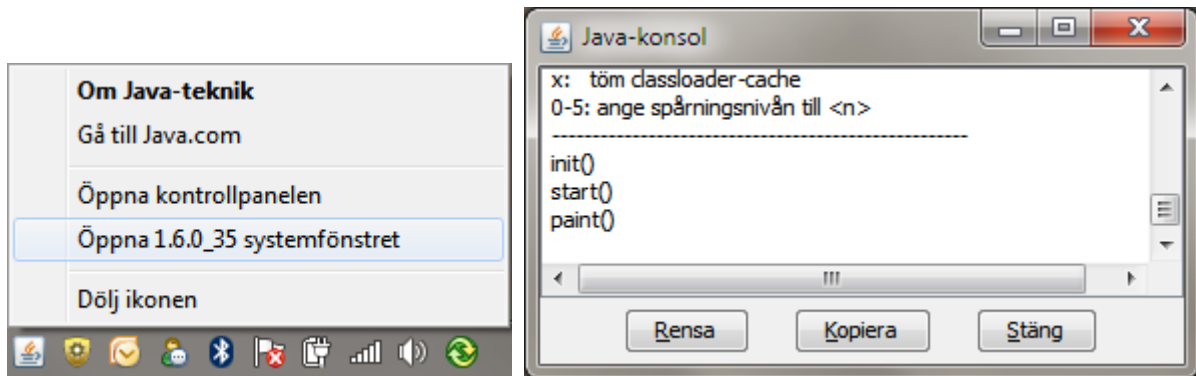 Om Java-teknik
Gå till Java.com
Öppna kontrollpanelen
Öppna 1.6.0_35 systemfönstret
Dölj ikonen
Java-konsol
x: töm classloader-cache
0-5: ange spårningsnivån till <n>
----------------------------------------------------
init()
start()
paint()
Rensa
Kopiera
Stäng